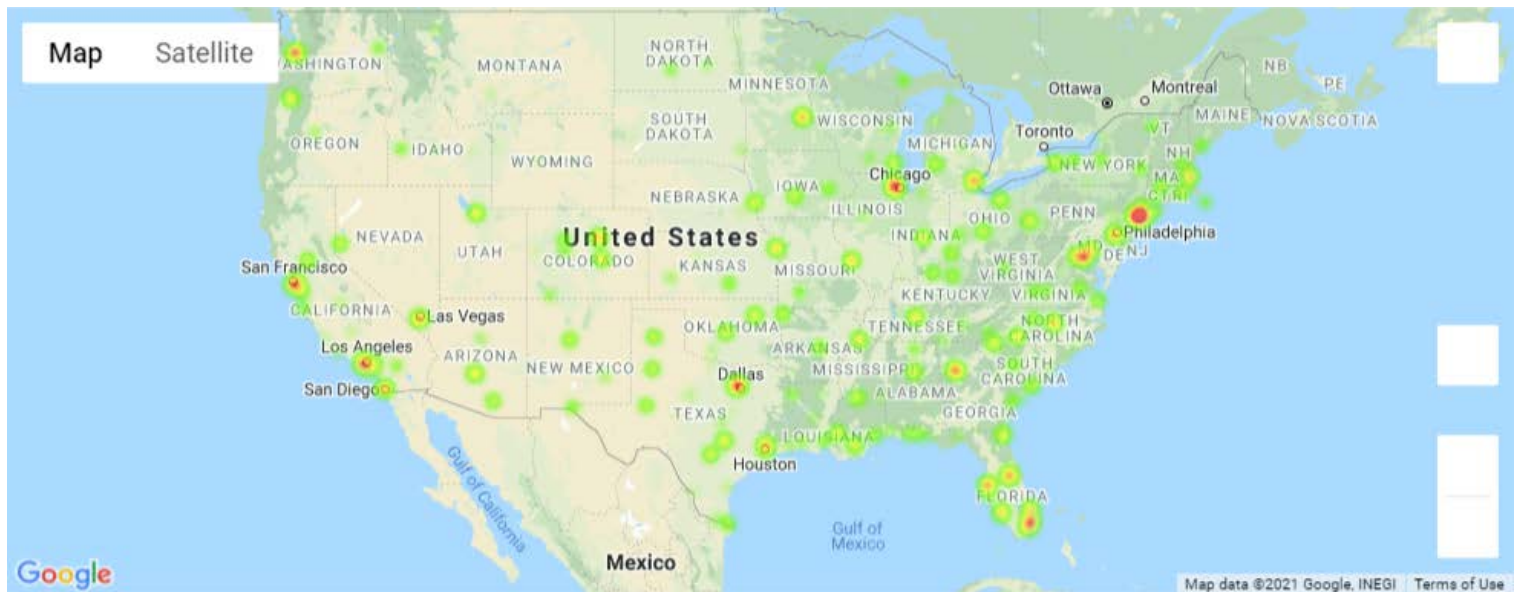 Map Satellite
WASHINGTON
MONTANA
NORTH
DAKOTA
MINNESOTA
Ottawa
Montreal
NB
PE
MAINE
NOVA SCOTIA
VT
NH
OREGON
IDAHO
WYOMING
SOUTH
DAKOTA
WISCONSIN
MICHIGAN
Toronto
NEW YORK
MA
CT RI
NEBRASKA
IOWA
Chicago
ILLINOIS
INDIANA
OHIO
PENN
Philadelphia
MD
DE
NJ
NEVADA
UTAH
United States
COLORADO
KANSAS
MISSOURI
WEST
VIRGINIA
KENTUCKY
VIRGINIA
San Francisco
CALIFORNIA
Las Vegas
Los Angeles
San Diego
ARIZONA
NEW MEXICO
OKLAHOMA
ARKANSAS
TENNESSEE
NORTH
CAROLINA
SOUTH
CAROLINA
Dallas
MISSISSIPPI
ALABAMA
GEORGIA
TEXAS
LOUISIANA
Houston
FLORIDA
Gulf of California
Gulf of
Mexico
Mexico
Google
Map data ©2021 Google, INEGI Terms of Use